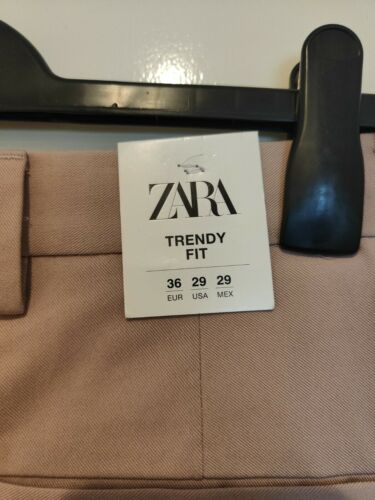 ZARA
TRENDY
FIT
36 29 29
EUR USA MEX